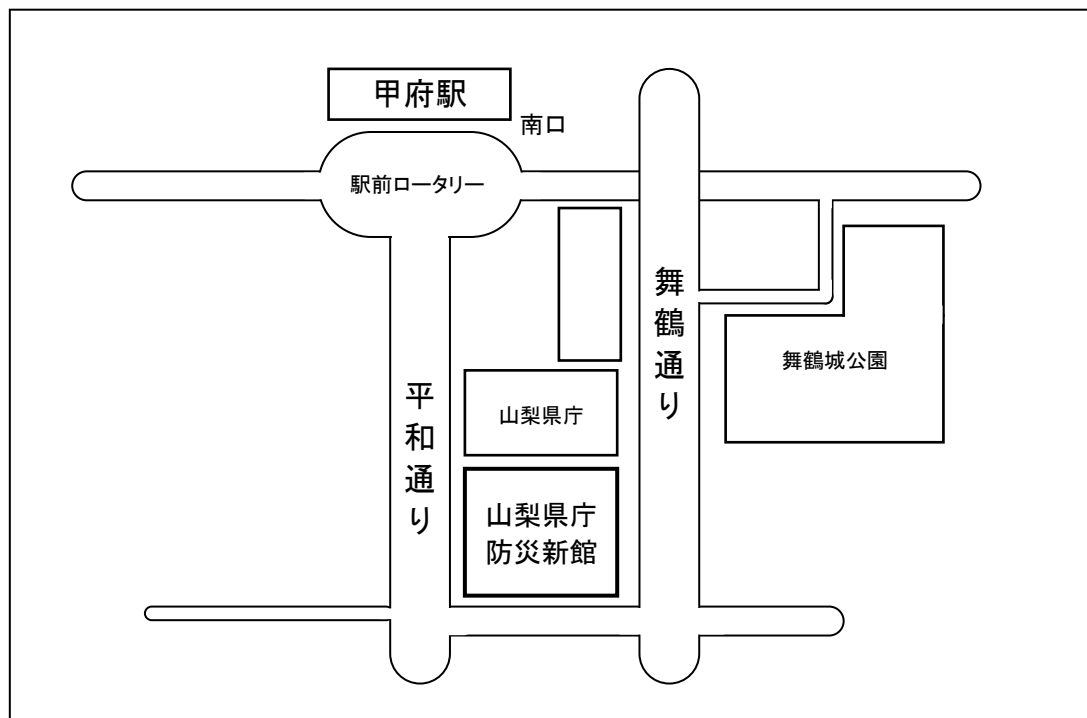 甲府駅
南口
駅前ロータリー
舞鶴通り
舞鶴城公園
平和通り
山梨県庁
山梨県庁
防災新館